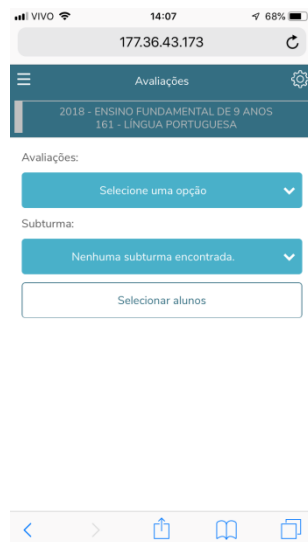 VIVO 14:07 68%
177.36.43.173
Avaliações
2018 - ENSINO FUNDAMENTAL DE 9 ANOS
161 - LÍNGUA PORTUGUESA
Avaliações:
Selecione uma opção
Subturma:
Nenhuma subturma encontrada.
Selecionar alunos